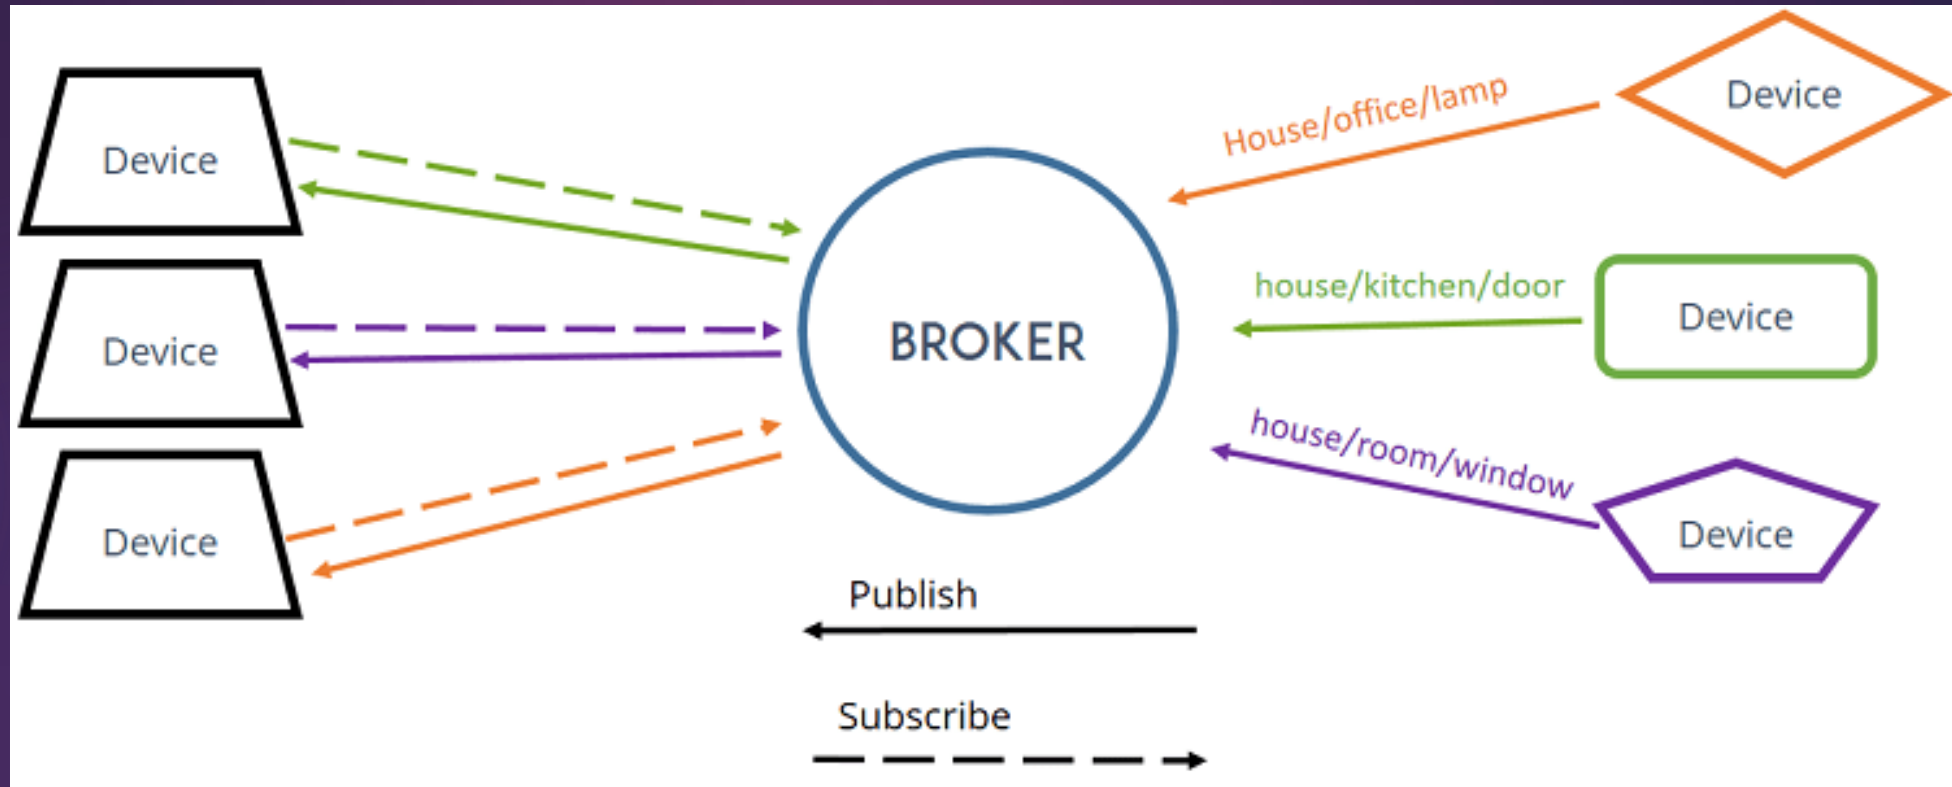 Device
Device
Device
BROKER
House/office/lamp
house/kitchen/door
house/room/window
Device
Device
Device
Publish
Subscribe